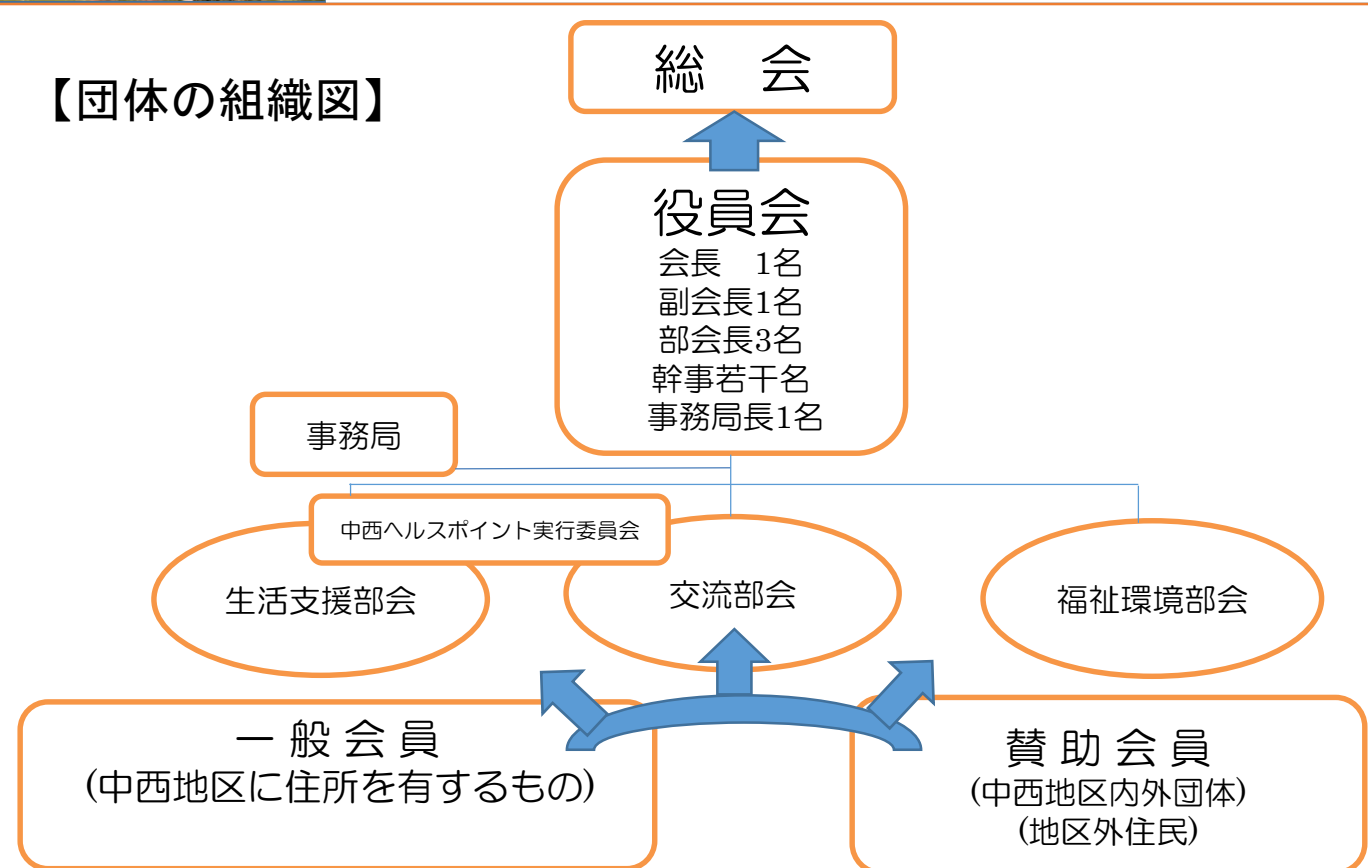 【団体の組織図】
総　会
役員会
会長　1名
副会長1名
部会長3名
幹事若干名
事務局長1名
事務局
中西ヘルスポイント実行委員会
生活支援部会
交流部会
福祉環境部会
一 般 会 員
(中西地区に住所を有するもの)
賛 助 会 員
(中西地区内外団体)
(地区外住民)